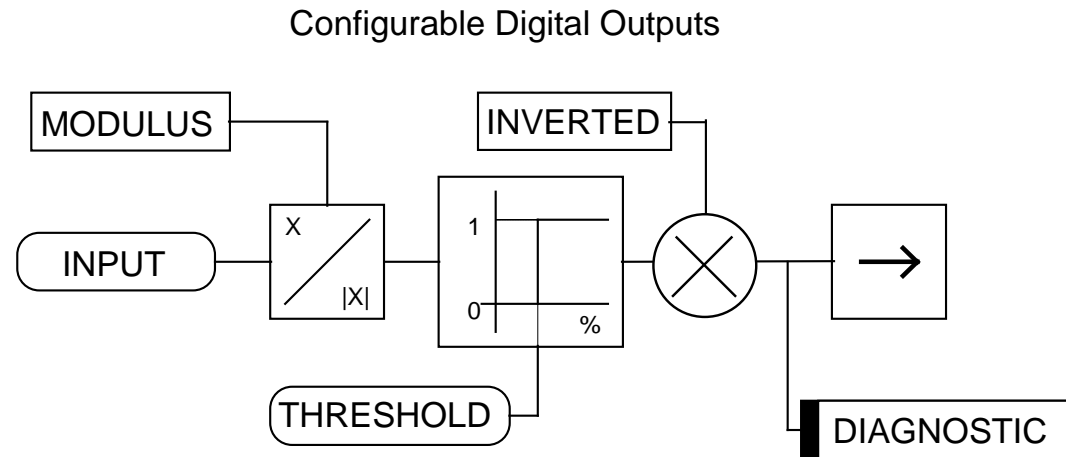 Configurable Digital Outputs
MODULUS
INVERTED
X
|X|
1
0
%
INPUT
THRESHOLD
DIAGNOSTIC